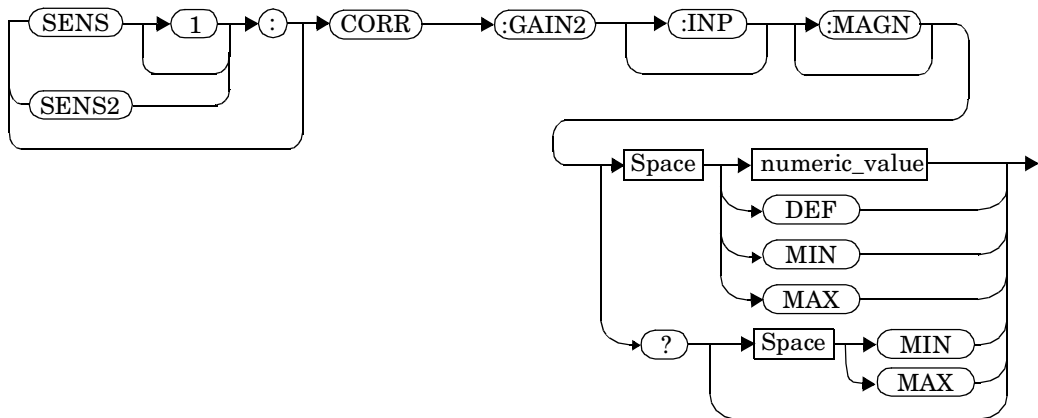 SENS 1 : CORR :GAIN2 :INP :MAGN
SENS2
Space numeric_value
DEF
MIN
MAX
? Space MIN
MAX